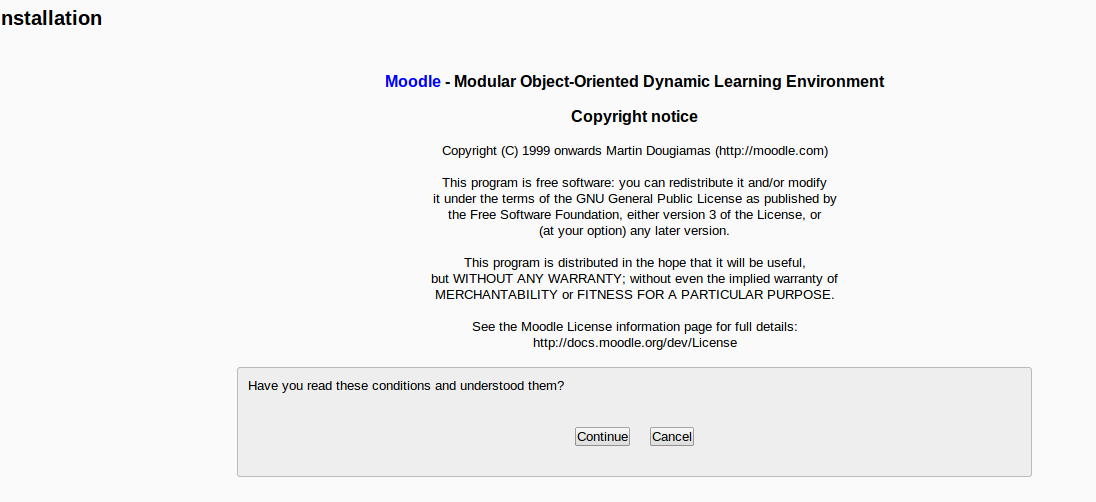 nstallation
Moodle - Modular Object-Oriented Dynamic Learning Environment
Copyright notice
Copyright (C) 1999 onwards Martin Dougiamas (http://moodle.com)
This program is free software: you can redistribute it and/or modify
it under the terms of the GNU General Public License as published by
the Free Software Foundation, either version 3 of the License, or
(at your option) any later version.
This program is distributed in the hope that it will be useful,
but WITHOUT ANY WARRANTY; without even the implied warranty of
MERCHANTABILITY or FITNESS FOR A PARTICULAR PURPOSE.
See the Moodle License information page for full details:
http://docs.moodle.org/dev/License
Have you read these conditions and understood them?
Continue Cancel